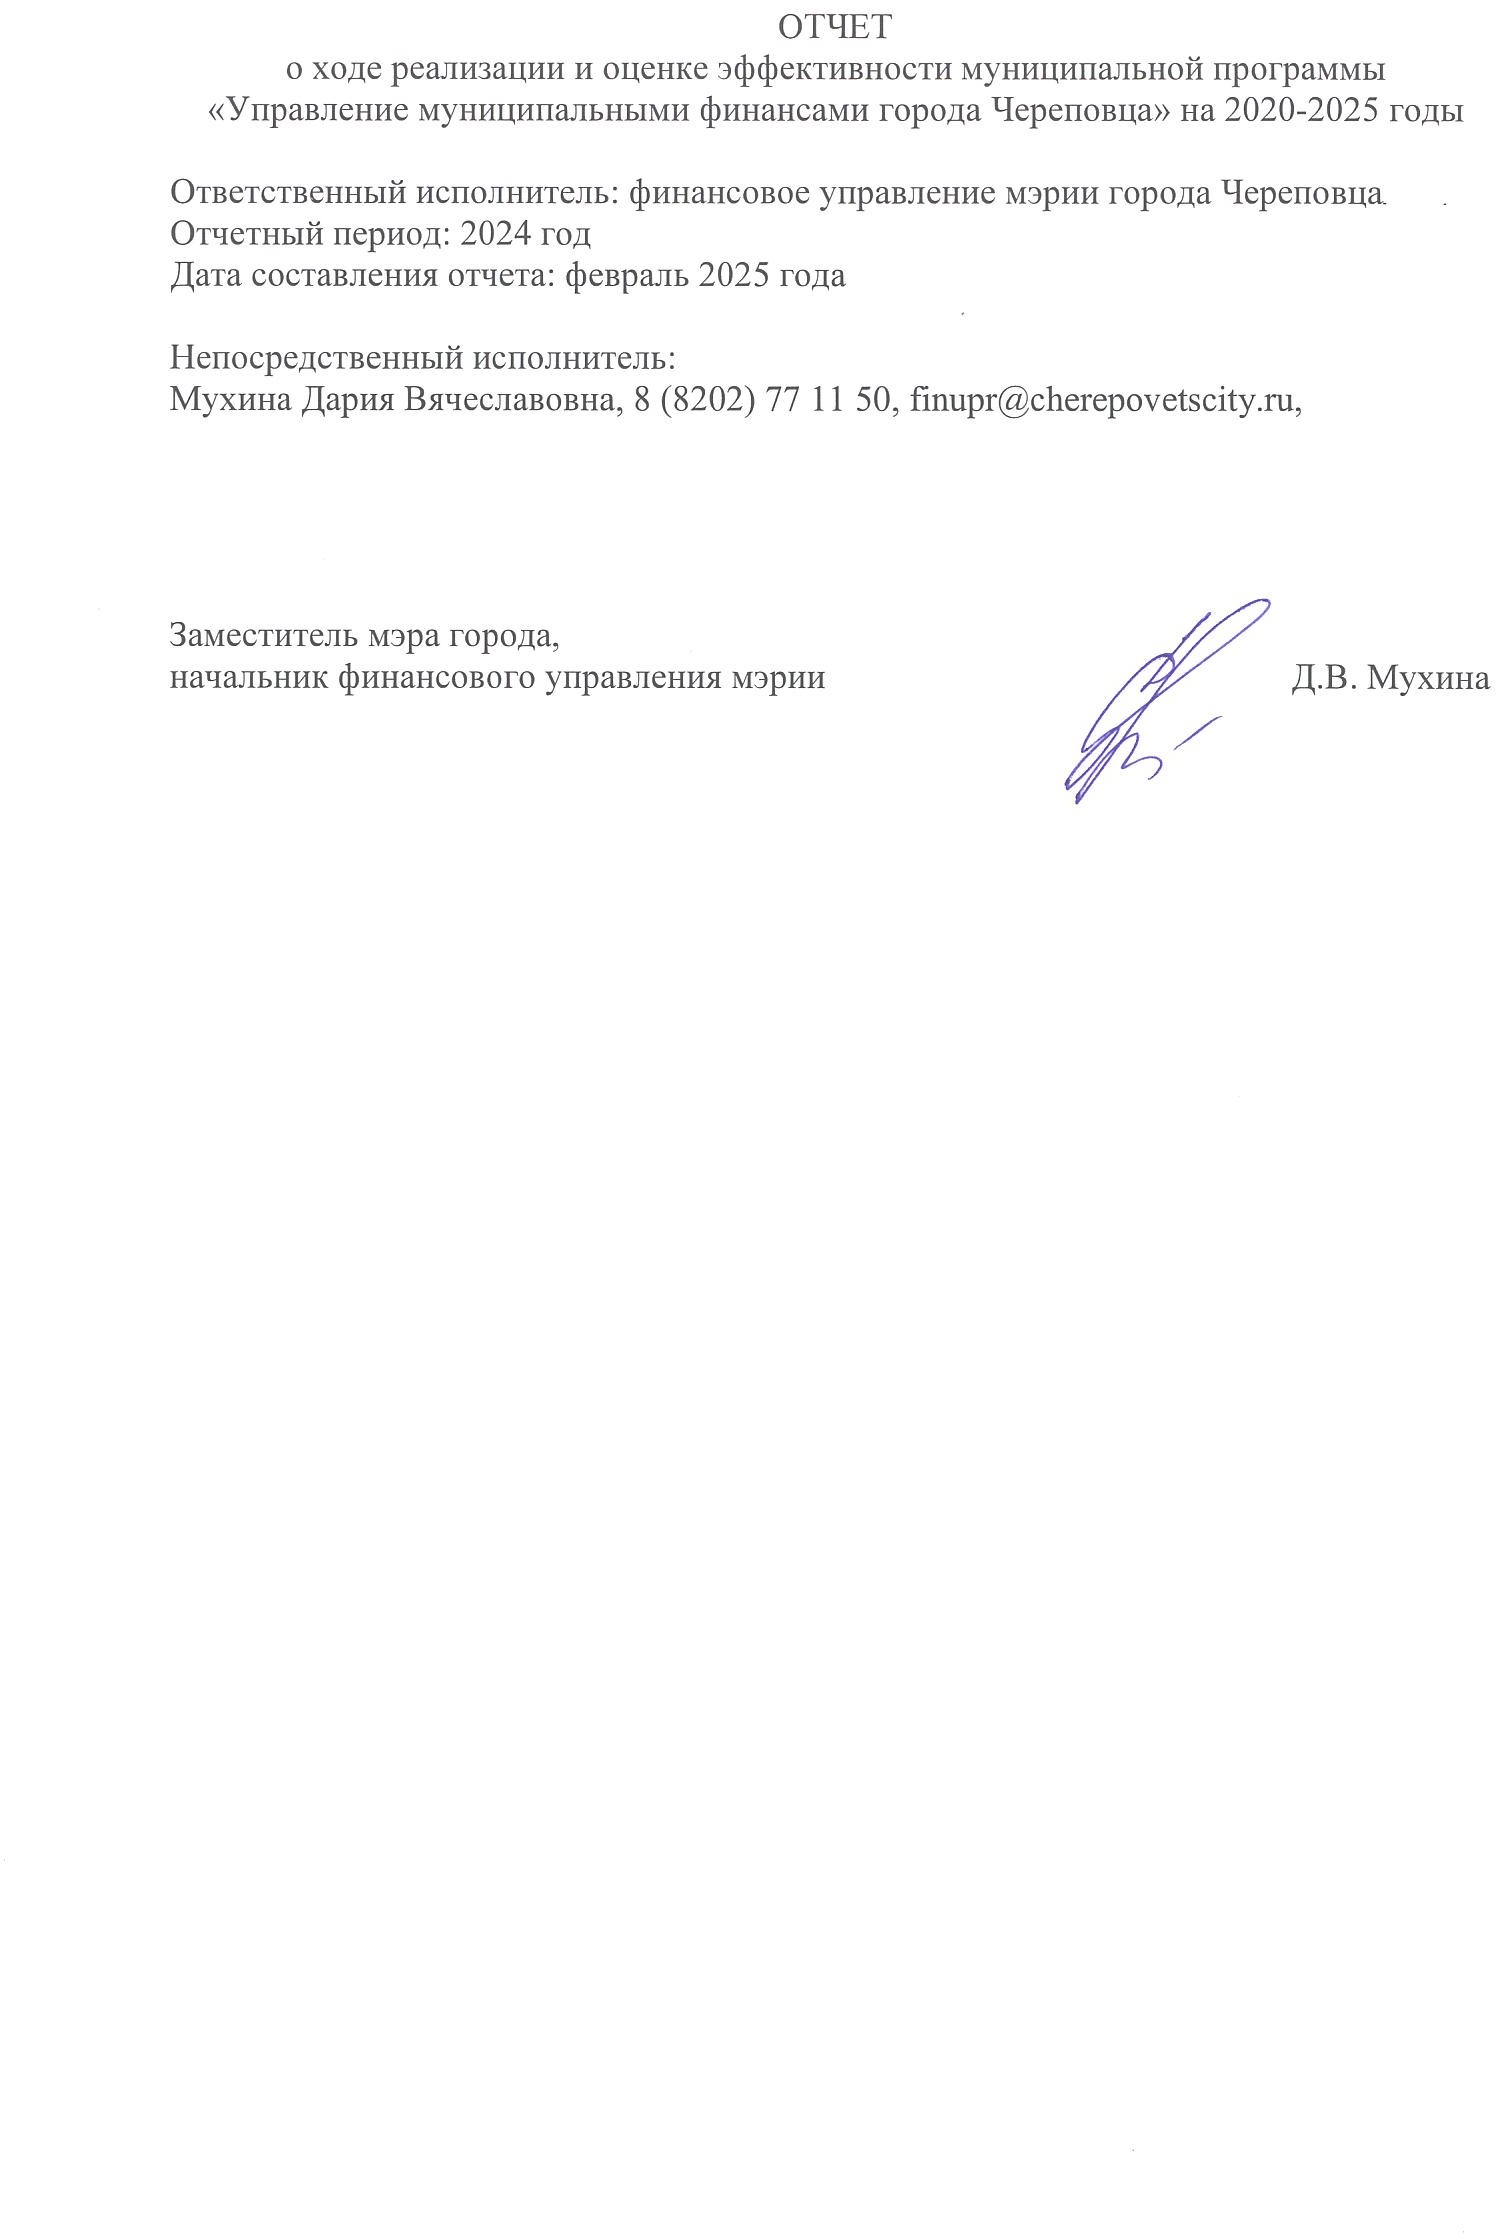 ОТЧЕТ
о ходе реализации и оценке эффективности муниципальной программы
«Управление муниципальными финансами города Череповца» на 2020-2025 годы
Ответственный исполнитель: финансовое управление мэрии города Череповца
Отчетный период: 2024 год
Дата составления отчета: февраль 2025 года
Непосредственный исполнитель:
Мухина Дария Вячеславовна, 8 (8202) 77 11 50, finupr@cherepovetscity.ru,
Заместитель мэра города,
начальник финансового управления мэрии Д.В. Мухина